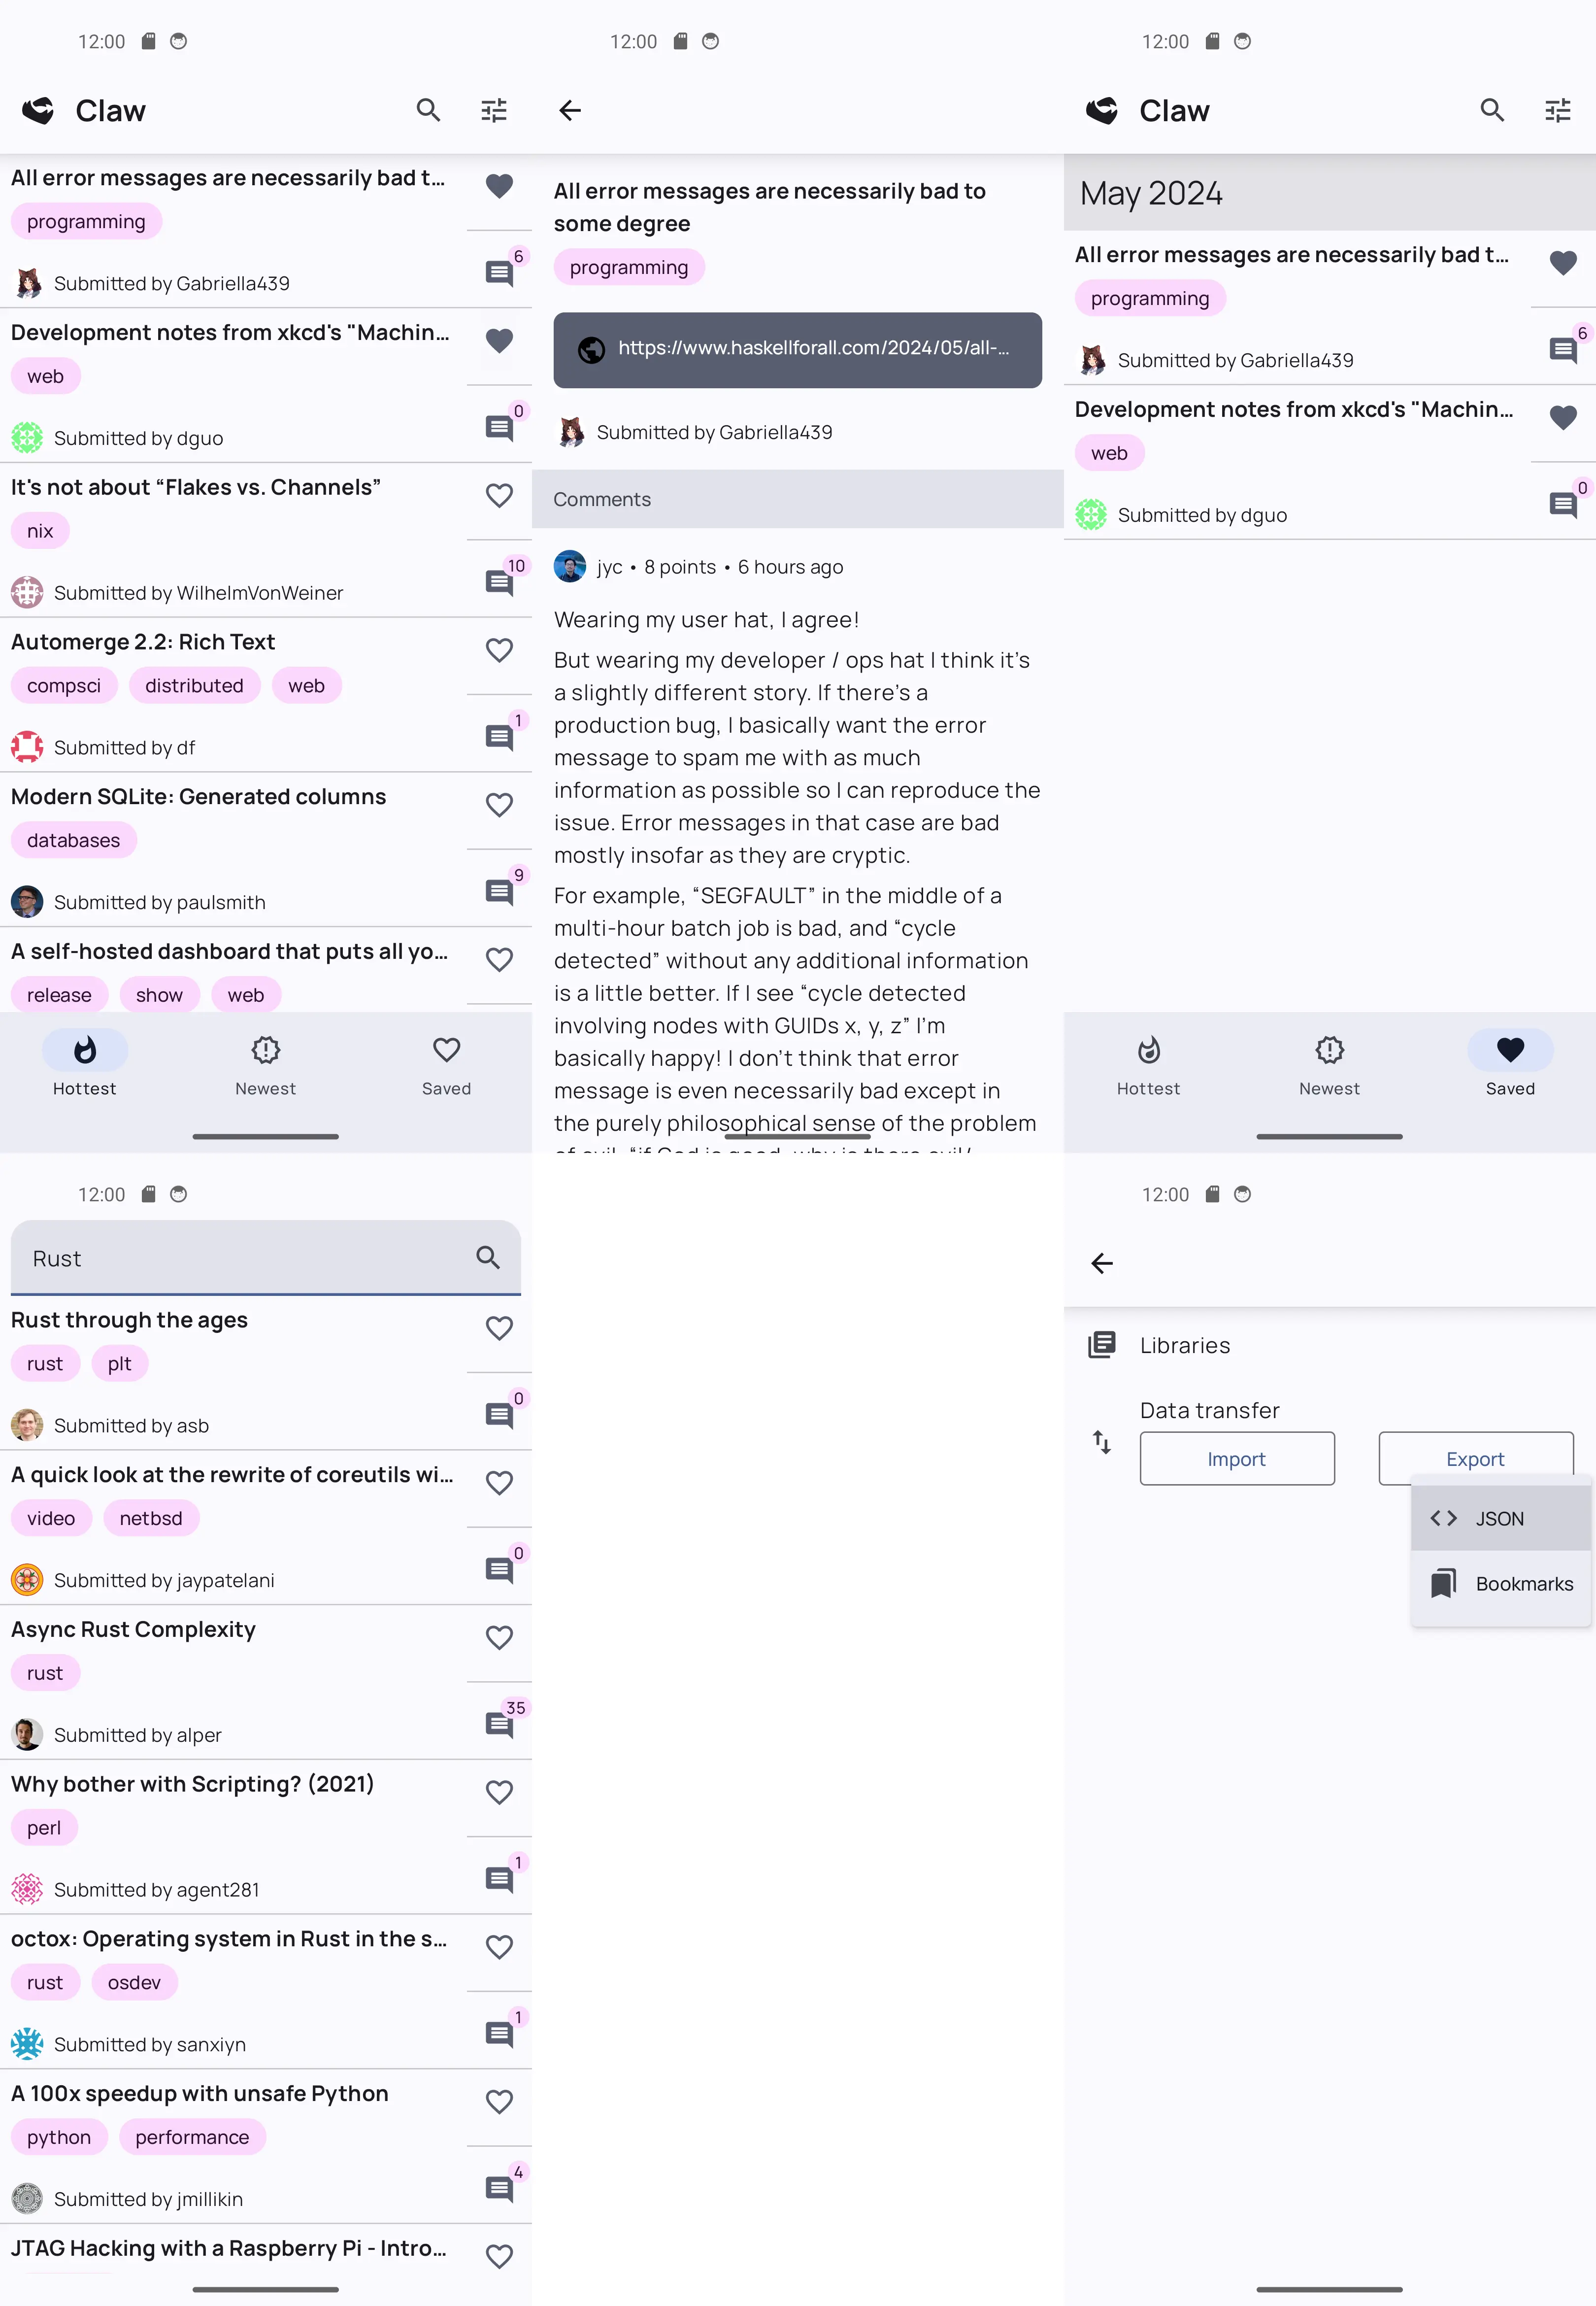 12:00
Claw
All error messages are necessarily bad t...
programming
6
Submitted by Gabriella439
Development notes from xkcd's "Machin...
web
0
Submitted by dguo
It's not about “Flakes vs. Channels”
nix
10
Submitted by WilhelmVonWeiner
Automerge 2.2: Rich Text
compsci distributed web
1
Submitted by df
Modern SQLite: Generated columns
databases
9
Submitted by paulsmith
A self-hosted dashboard that puts all yo...
release show web
Hottest Newest Saved
12:00
All error messages are necessarily bad to
some degree
programming
https://www.haskellforall.com/2024/05/all-...
Submitted by Gabriella439
Comments
jyc • 8 points • 6 hours ago
Wearing my user hat, I agree!
But wearing my developer / ops hat I think it’s
a slightly different story. If there’s a
production bug, I basically want the error
message to spam me with as much
information as possible so I can reproduce the
issue. Error messages in that case are bad
mostly insofar as they are cryptic.
For example, “SEGFAULT” in the middle of a
multi-hour batch job is bad, and “cycle
detected” without any additional information
is a little better. If I see “cycle detected
involving nodes with GUIDs x, y, z” I’m
basically happy! I don’t think that error
message is even necessarily bad except in
the purely philosophical sense of the problem
of evil, “if God is good, why is there evil/
12:00
Claw
May 2024
All error messages are necessarily bad t...
programming
6
Submitted by Gabriella439
Development notes from xkcd's "Machin...
web
0
Submitted by dguo
Hottest Newest Saved
12:00
Rust
Rust through the ages
rust plt
0
Submitted by asb
A quick look at the rewrite of coreutils wi...
video netbsd
0
Submitted by jaypatelani
Async Rust Complexity
rust
35
Submitted by alper
Why bother with Scripting? (2021)
perl
1
Submitted by agent281
octox: Operating system in Rust in the s...
rust osdev
1
Submitted by sanxiyn
A 100x speedup with unsafe Python
python performance
4
Submitted by jmillikin
JTAG Hacking with a Raspberry Pi - Intro...
12:00
Libraries
Data transfer
Import Export
JSON
Bookmarks